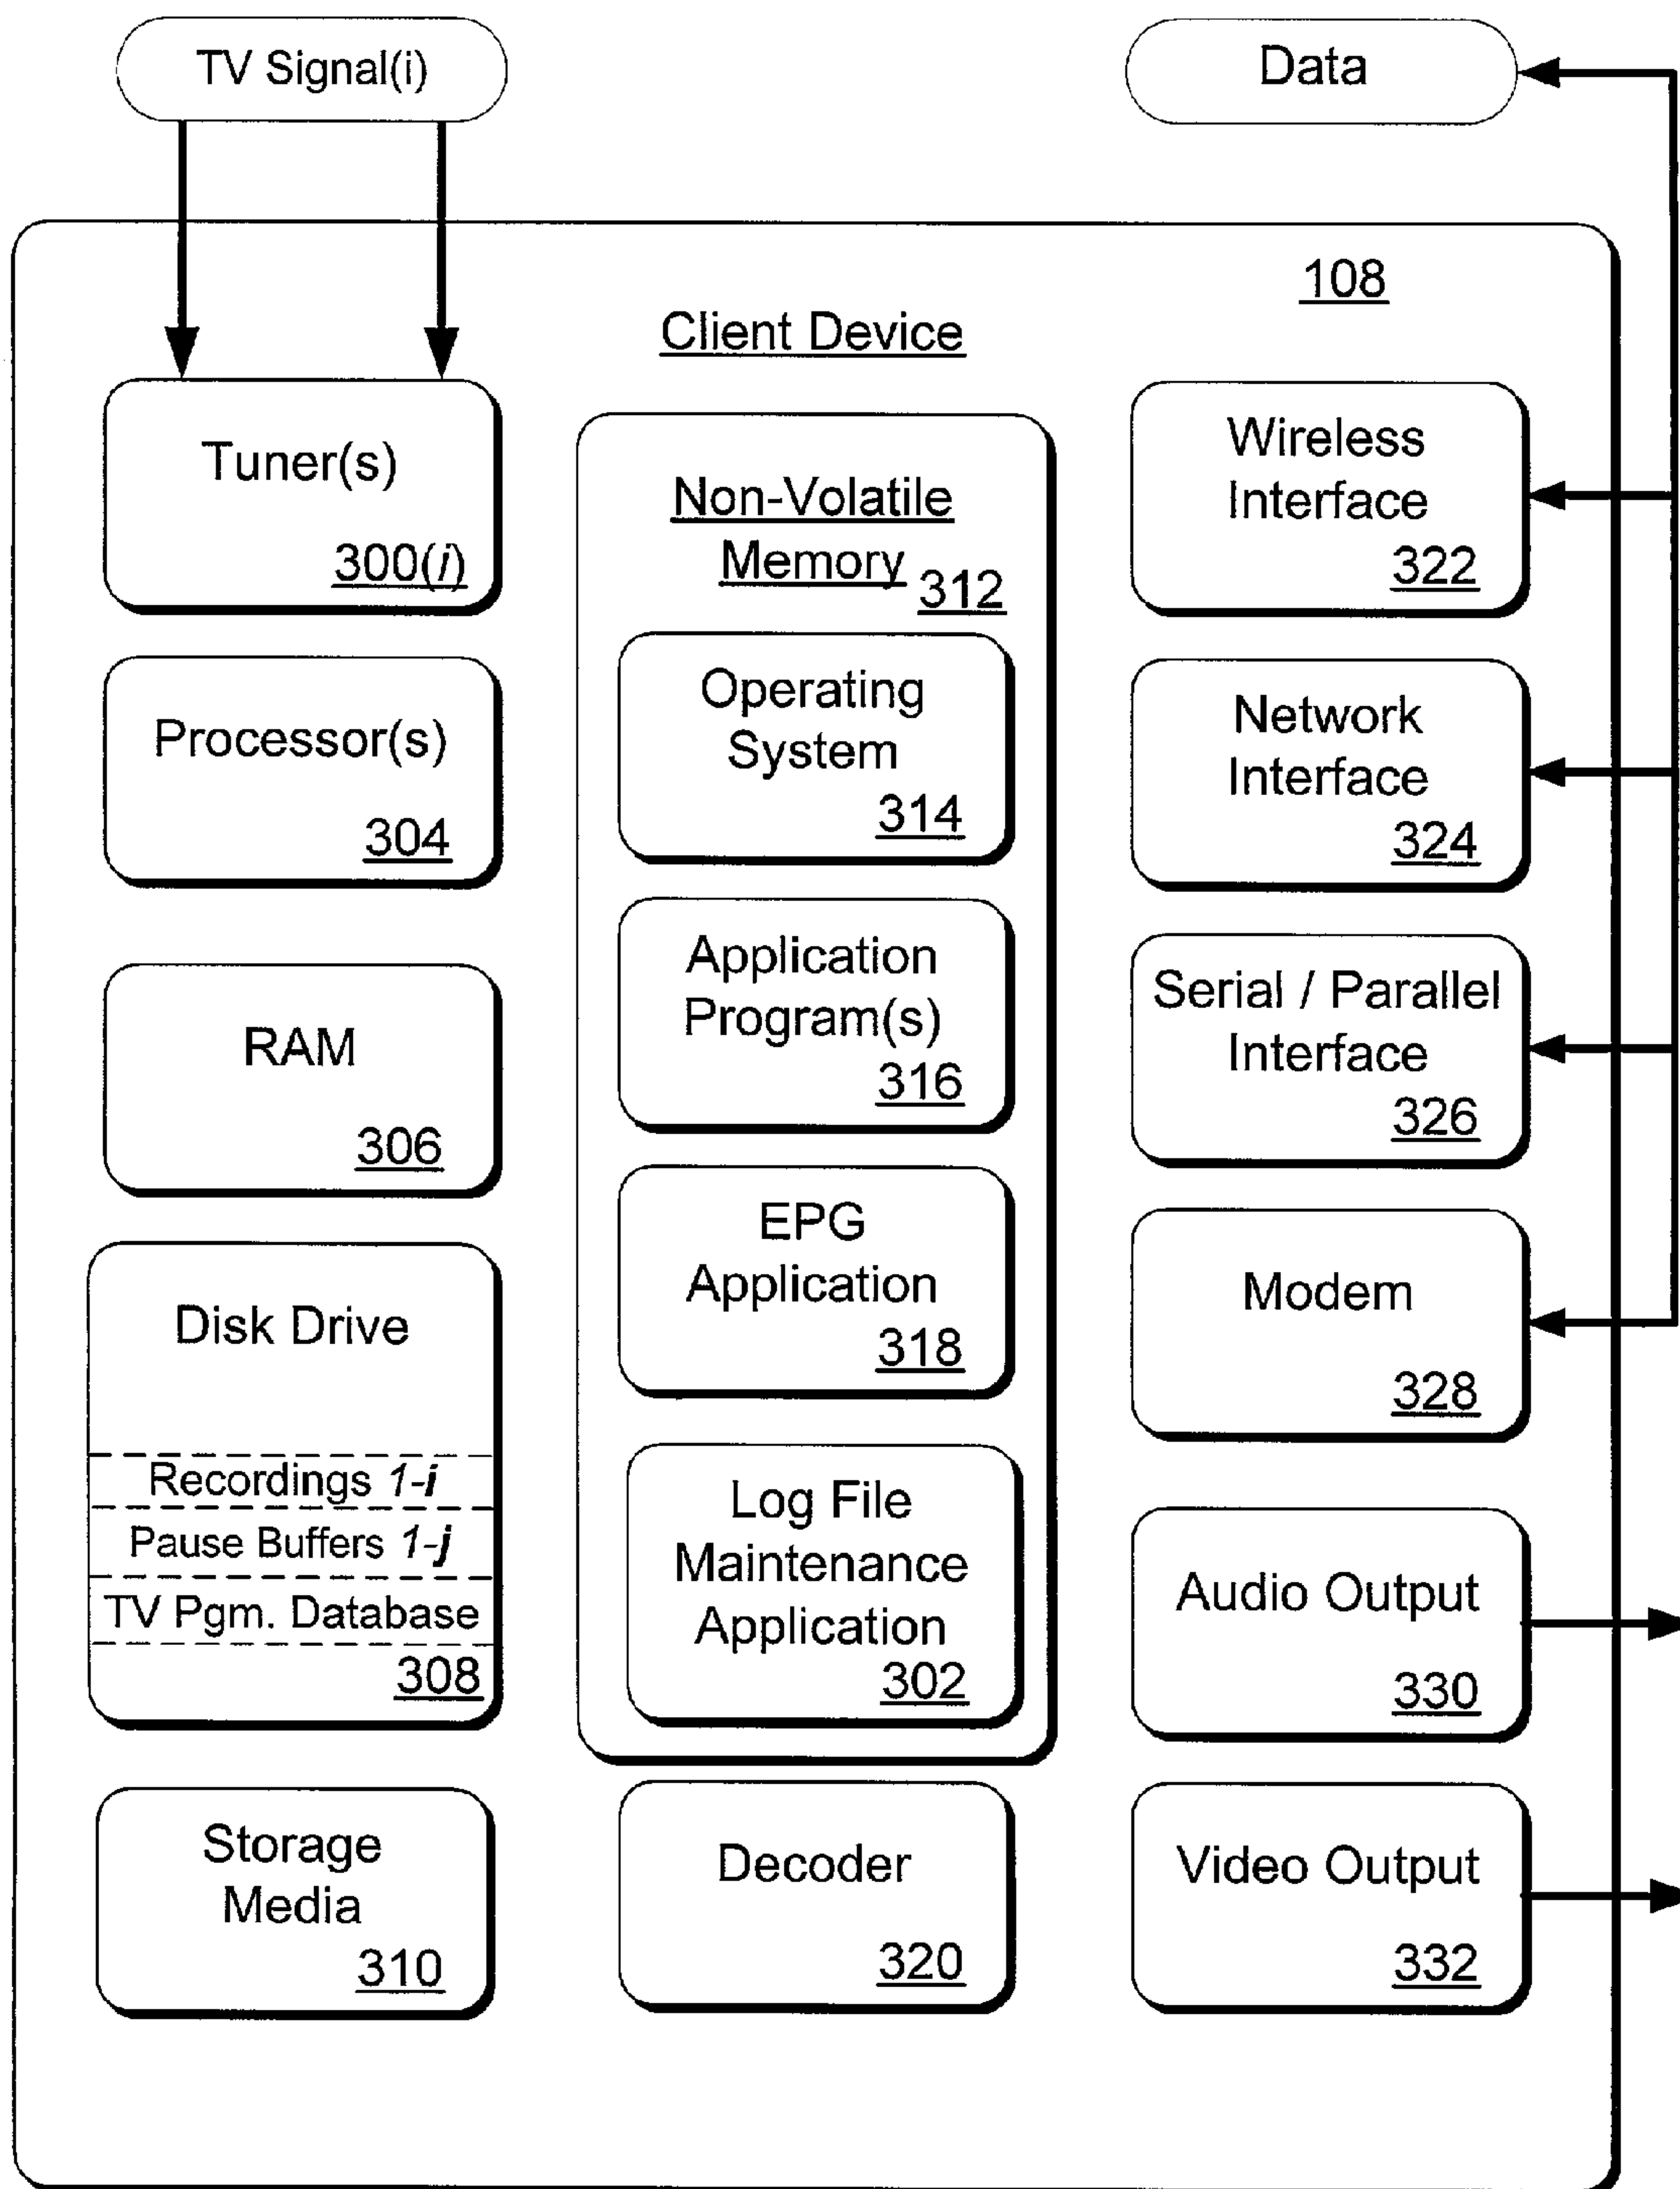 TV Signal(i)
Data
108
Client Device
Tuner(s)
300(i)
Processor(s)
304
RAM
306
Disk Drive
Recordings 1-i
Pause Buffers 1-j
TV Pgm. Database
308
Storage
Media
310
Non-Volatile
Memory
312
Operating
System
314
Application
Program(s)
316
EPG
Application
318
Log File
Maintenance
Application
302
Decoder
320
Wireless
Interface
322
Network
Interface
324
Serial / Parallel
Interface
326
Modem
328
Audio Output
330
Video Output
332